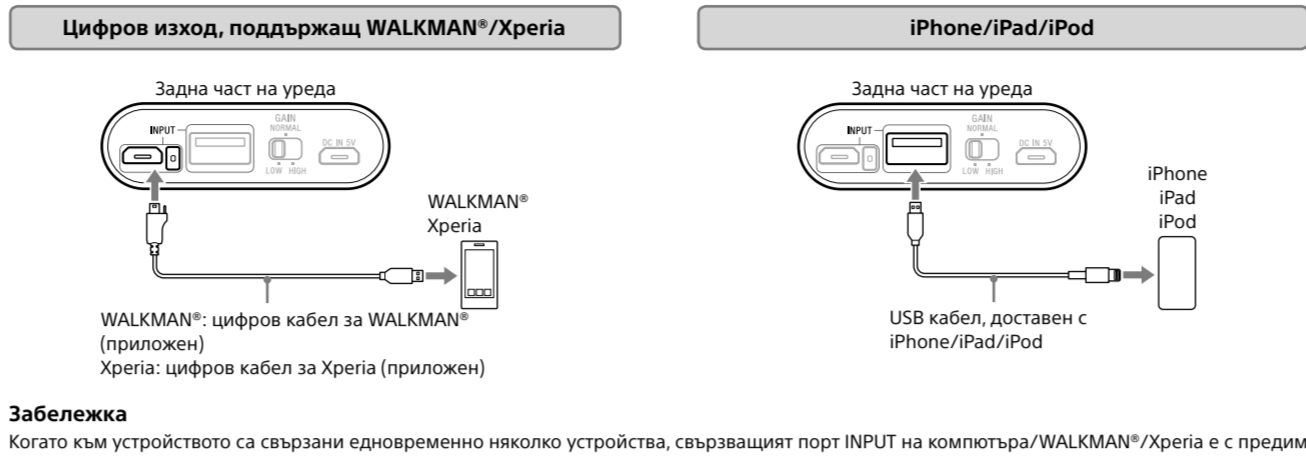 Цифров изход, поддържащ WALKMAN®/Xperia
Задна част на уреда
INPUT
GAIN
NORMAL
LOW HIGH
DC IN 5V
WALKMAN®
Xperia
WALKMAN®: цифров кабел за WALKMAN®
(приложен)
Xperia: цифров кабел за Xperia (приложен)
iPhone/iPad/iPod
Задна част на уреда
INPUT
GAIN
NORMAL
LOW HIGH
DC IN 5V
iPhone
iPad
iPod
USB кабел, доставен с
iPhone/iPad/iPod
Забележка
Когато към устройството са свързани едновременно няколко устройства, свързващият порт INPUT на компютъра/WALKMAN®/Xperia е с предим